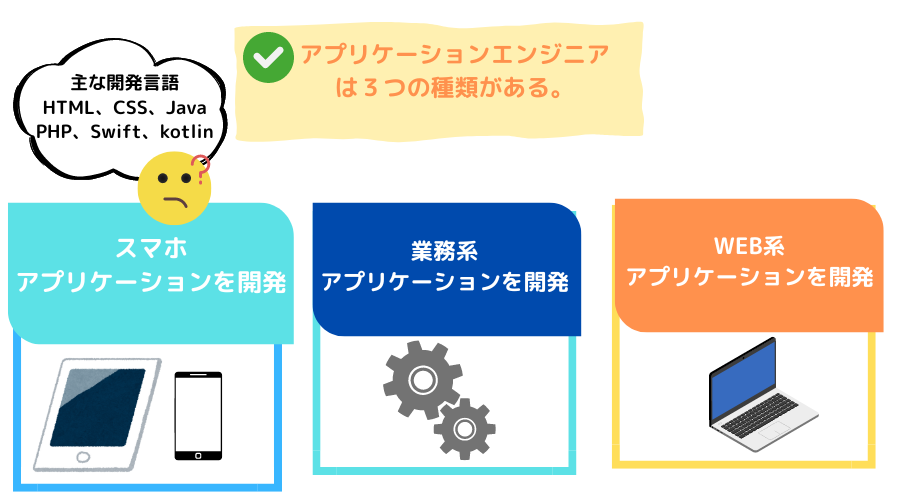 アプリケーションエンジニア
は３つの種類がある。
主な開発言語
HTML、CSS、Java
PHP、Swift、kotlin
スマホ
アプリケーションを開発
業務系
アプリケーションを開発
WEB系
アプリケーションを開発